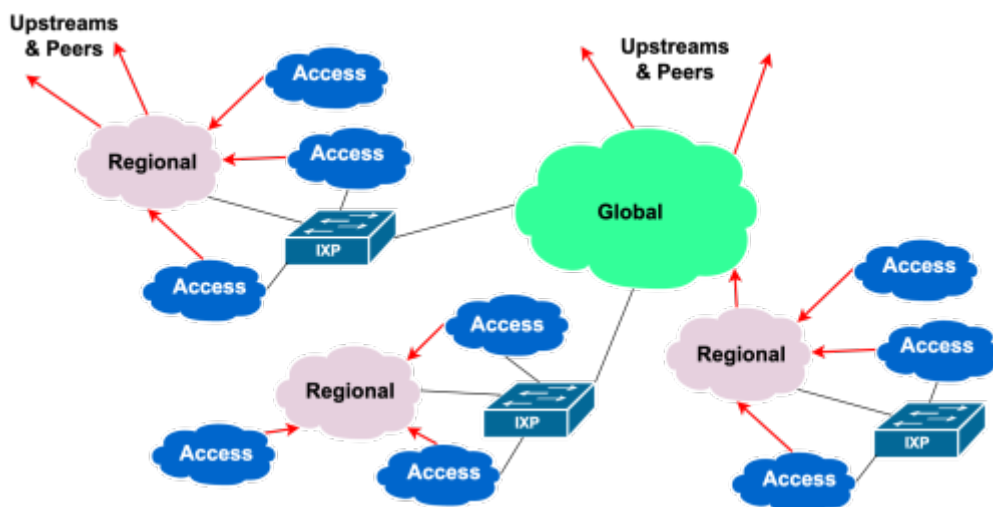 Upstreams
& Peers
Access
Regional
Access
IXP
Access
Upstreams
& Peers
Global
Access
Regional
Access
IXP
Access
Access
Regional
Access
IXP
Access